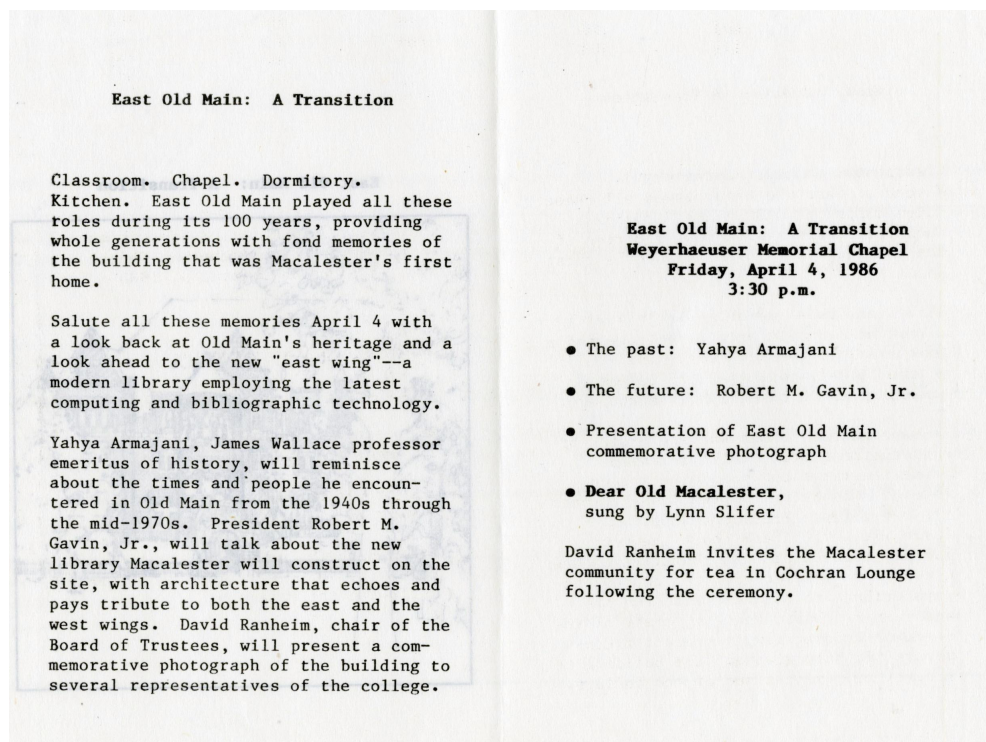 East Old Main:  A Transition
Classroom.  Chapel.  Dormitory.
Kitchen.  East Old Main played all these
roles during its 100 years, providing
whole generations with fond memories of
the building that was Macalester's first
home.
Salute all these memories April 4 with
a look back at Old Main's heritage and a
look ahead to the new "east wing"--a
modern library employing the latest
computing and bibliographic technology.
Yahya Armajani, James Wallace professor
emeritus of history, will reminisce
about the times and people he encoun-
tered in Old Main from the 1940s through
the mid-1970s.  President Robert M.
Gavin, Jr., will talk about the new
library Macalester will construct on the
site, with architecture that echoes and
pays tribute to both the east and the
west wings.  David Ranheim, chair of the
Board of Trustees, will present a com-
memorative photograph of the building to
several representatives of the college.
East Old Main:  A Transition
Weyerhaeuser Memorial Chapel
Friday, April 4, 1986
3:30 p.m.
● The past:  Yahya Armajani
● The future:  Robert M. Gavin, Jr.
● Presentation of East Old Main
commemorative photograph
● Dear Old Macalester,
sung by Lynn Slifer
David Ranheim invites the Macalester
community for tea in Cochran Lounge
following the ceremony.